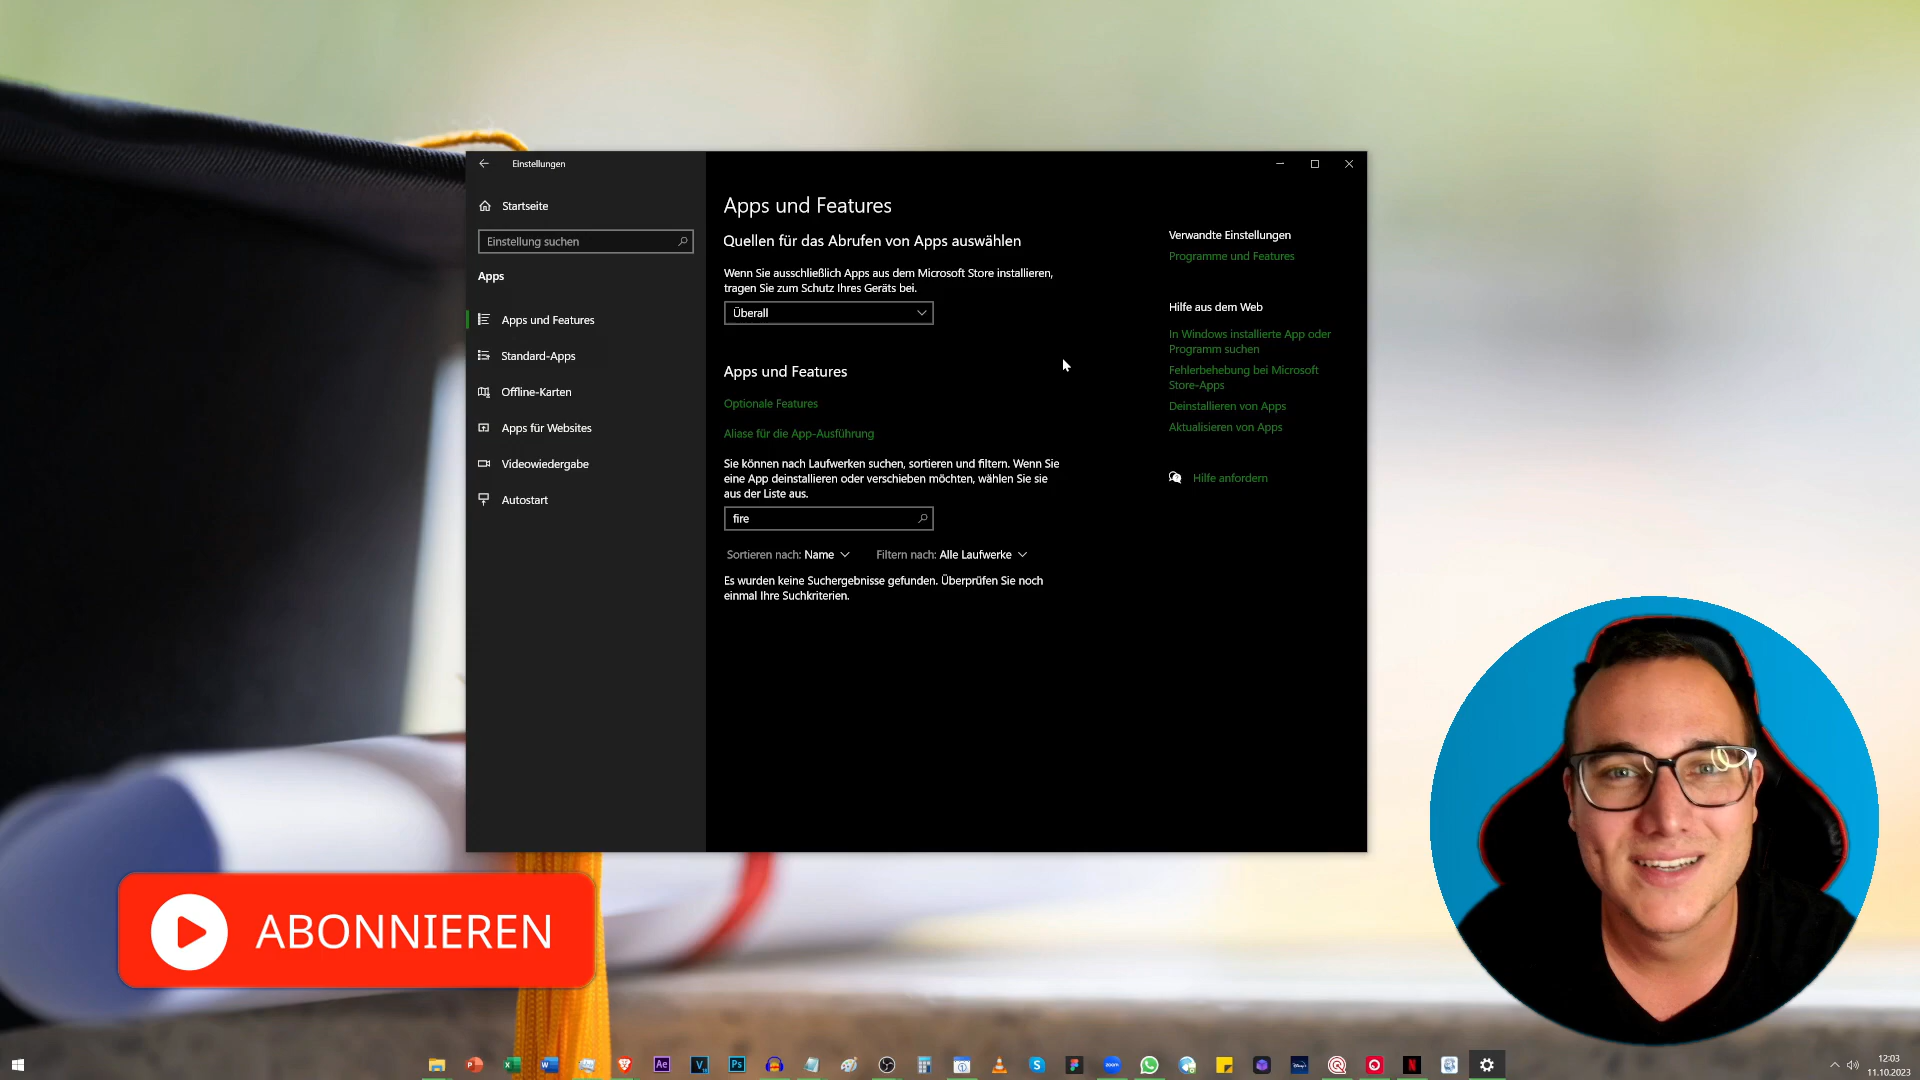 Einstellungen
Startseite
Einstellung suchen
Apps
Apps und Features
Standard-Apps
Offline-Karten
Apps für Websites
Videowiedergabe
Autostart
Apps und Features
Quellen für das Abrufen von Apps auswählen
Wenn Sie ausschließlich Apps aus dem Microsoft Store installieren,
tragen Sie zum Schutz Ihres Geräts bei.
Überall
Apps und Features
Optionale Features
Aliase für die App-Ausführung
Sie können nach Laufwerken suchen, sortieren und filtern. Wenn Sie
eine App deinstallieren oder verschieben möchten, wählen Sie sie
aus der Liste aus.
fire
Sortieren nach: Name
Filtern nach: Alle Laufwerke
Es wurden keine Suchergebnisse gefunden. Überprüfen Sie noch
einmal Ihre Suchkriterien.
Verwandte Einstellungen
Programme und Features
Hilfe aus dem Web
In Windows installierte App oder
Programm suchen
Fehlerbehebung bei Microsoft
Store-Apps
Deinstallieren von Apps
Aktualisieren von Apps
Hilfe anfordern
ABONNIEREN
Ae
Ps
zoom
12:03
11.10.2023